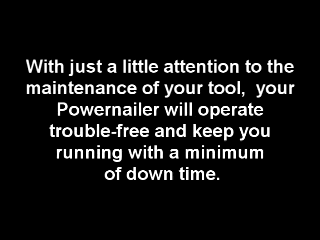 With just a little attention to the
maintenance of your tool,  your
Powernailer will operate
trouble-free and keep you
running with a minimum
of down time.